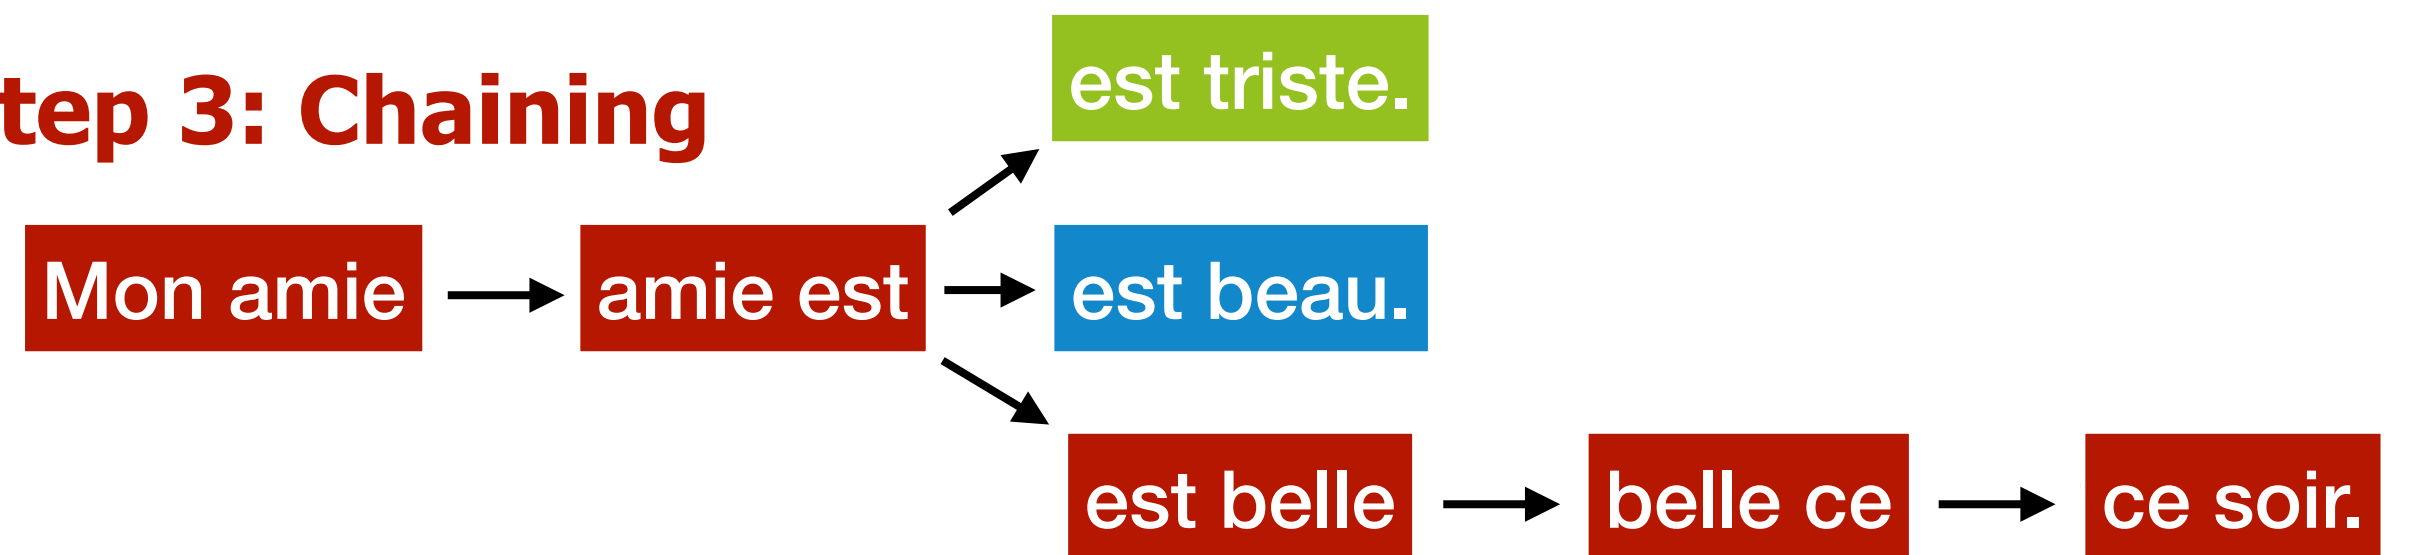 est triste.
tep 3: Chaining
Mon amie
amie est
est beau.
est belle
belle ce
ce soir.